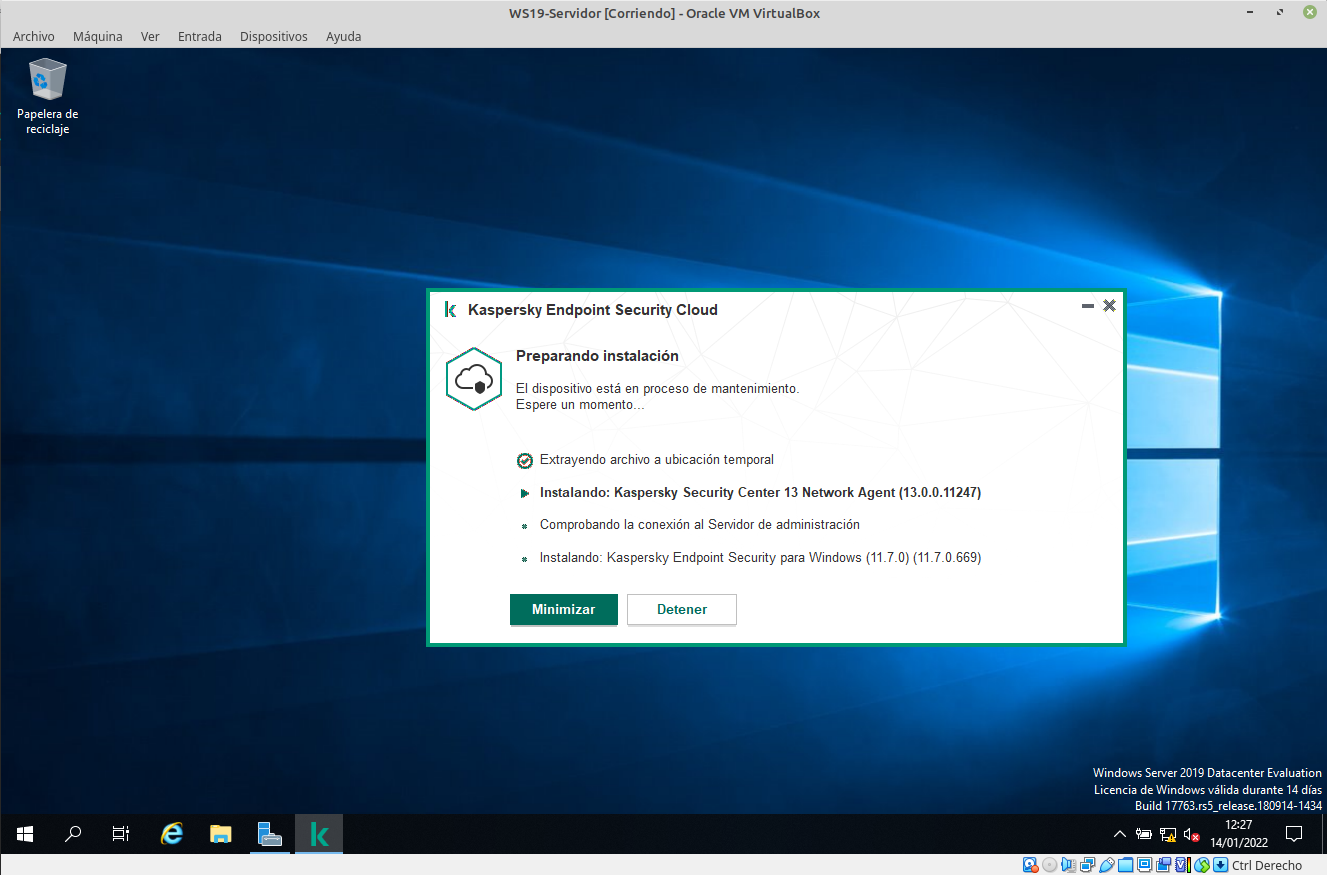 WS19-Servidor [Corriendo] - Oracle VM VirtualBox
Archivo Máquina Ver Entrada Dispositivos Ayuda
Papelera de
reciclaje
Kaspersky Endpoint Security Cloud
Preparando instalación
El dispositivo está en proceso de mantenimiento.
Espere un momento...
Extrayendo archivo a ubicación temporal
Instalando: Kaspersky Security Center 13 Network Agent (13.0.0.11247)
Comprobando la conexión al Servidor de administración
Instalando: Kaspersky Endpoint Security para Windows (11.7.0) (11.7.0.669)
Minimizar Detener
Windows Server 2019 Datacenter Evaluation
Licencia de Windows válida durante 14 días
Build 17763.rs5_release.180914-1434
12:27
14/01/2022
Ctrl Derecho